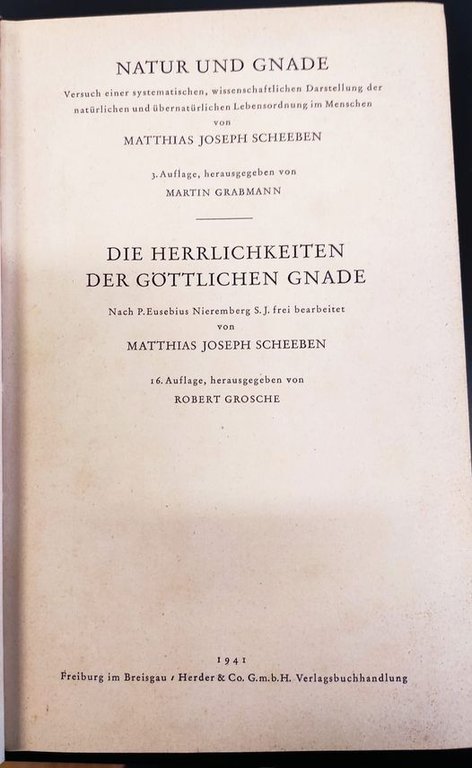 NATUR UND GNADE
Versuch einer systematischen, wissenschaftlichen Darstellung der
natürlichen und übernatürlichen Lebensordnung im Menschen
von
MATTHIAS JOSEPH SCHEEBEN
3. Auflage, herausgegeben von
MARTIN GRABMANN
DIE HERRLICHKEITEN
DER GÖTTLICHEN GNADE
Nach P. Eusebius Nieremberg S. J. frei bearbeitet
von
MATTHIAS JOSEPH SCHEEBEN
16. Auflage, herausgegeben von
ROBERT GROSCHE
1941
Freiburg im Breisgau / Herder & Co. G.m.b.H. Verlagsbuchhandlung